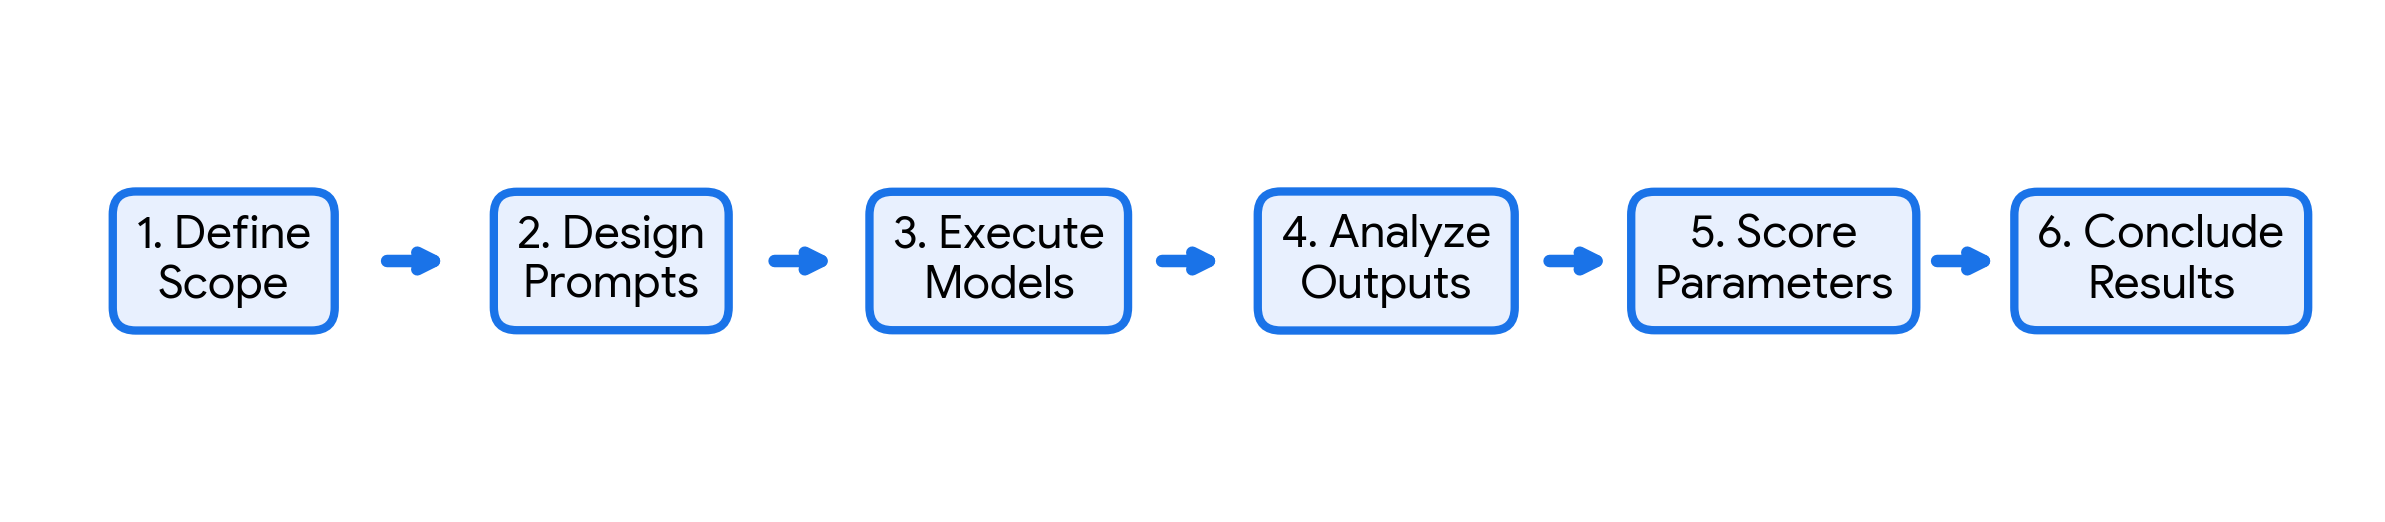 1. Define
Scope
2. Design
Prompts
3. Execute
Models
4. Analyze
Outputs
5. Score
Parameters
6. Conclude
Results